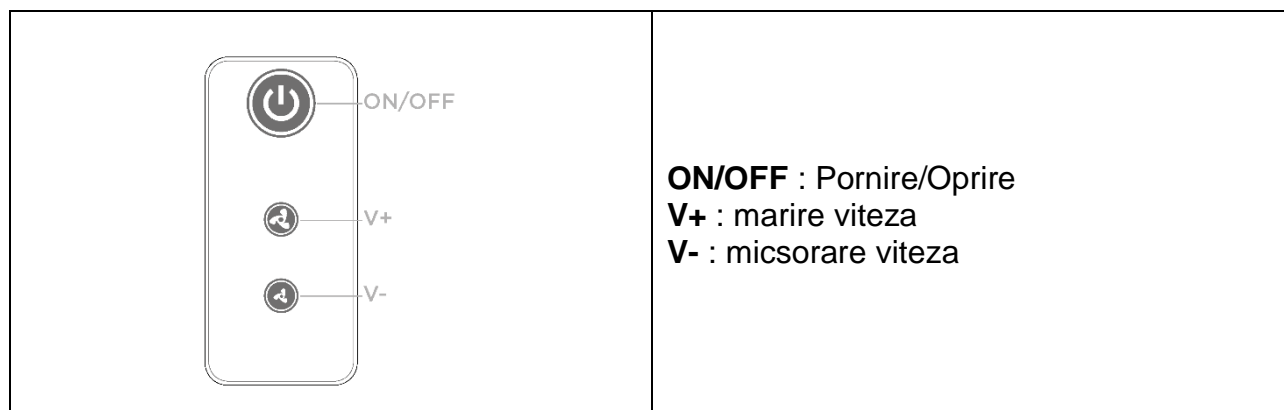 ON/OFF
V+
V-
ON/OFF : Pornire/Oprire
V+ : marire viteza
V- : micsorare viteza